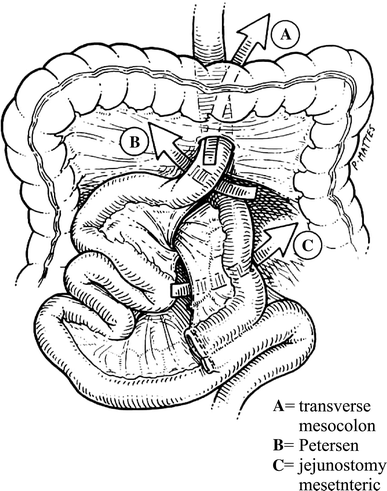 A
B
P. MATTES
C
A= transverse
mesocolon
B= Petersen
C= jejunostomy
mesetnteric